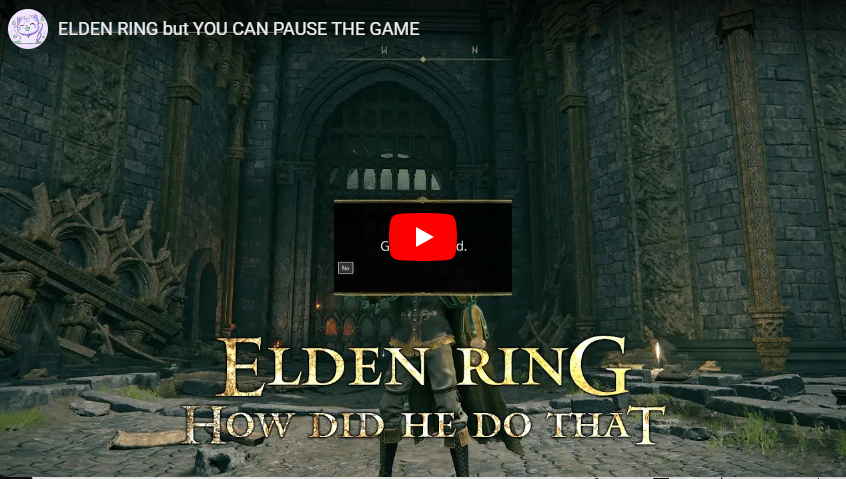 ELDEN RING but YOU CAN PAUSE THE GAME
W N
No
ELDEN RING
HOW DID HE DO THAT